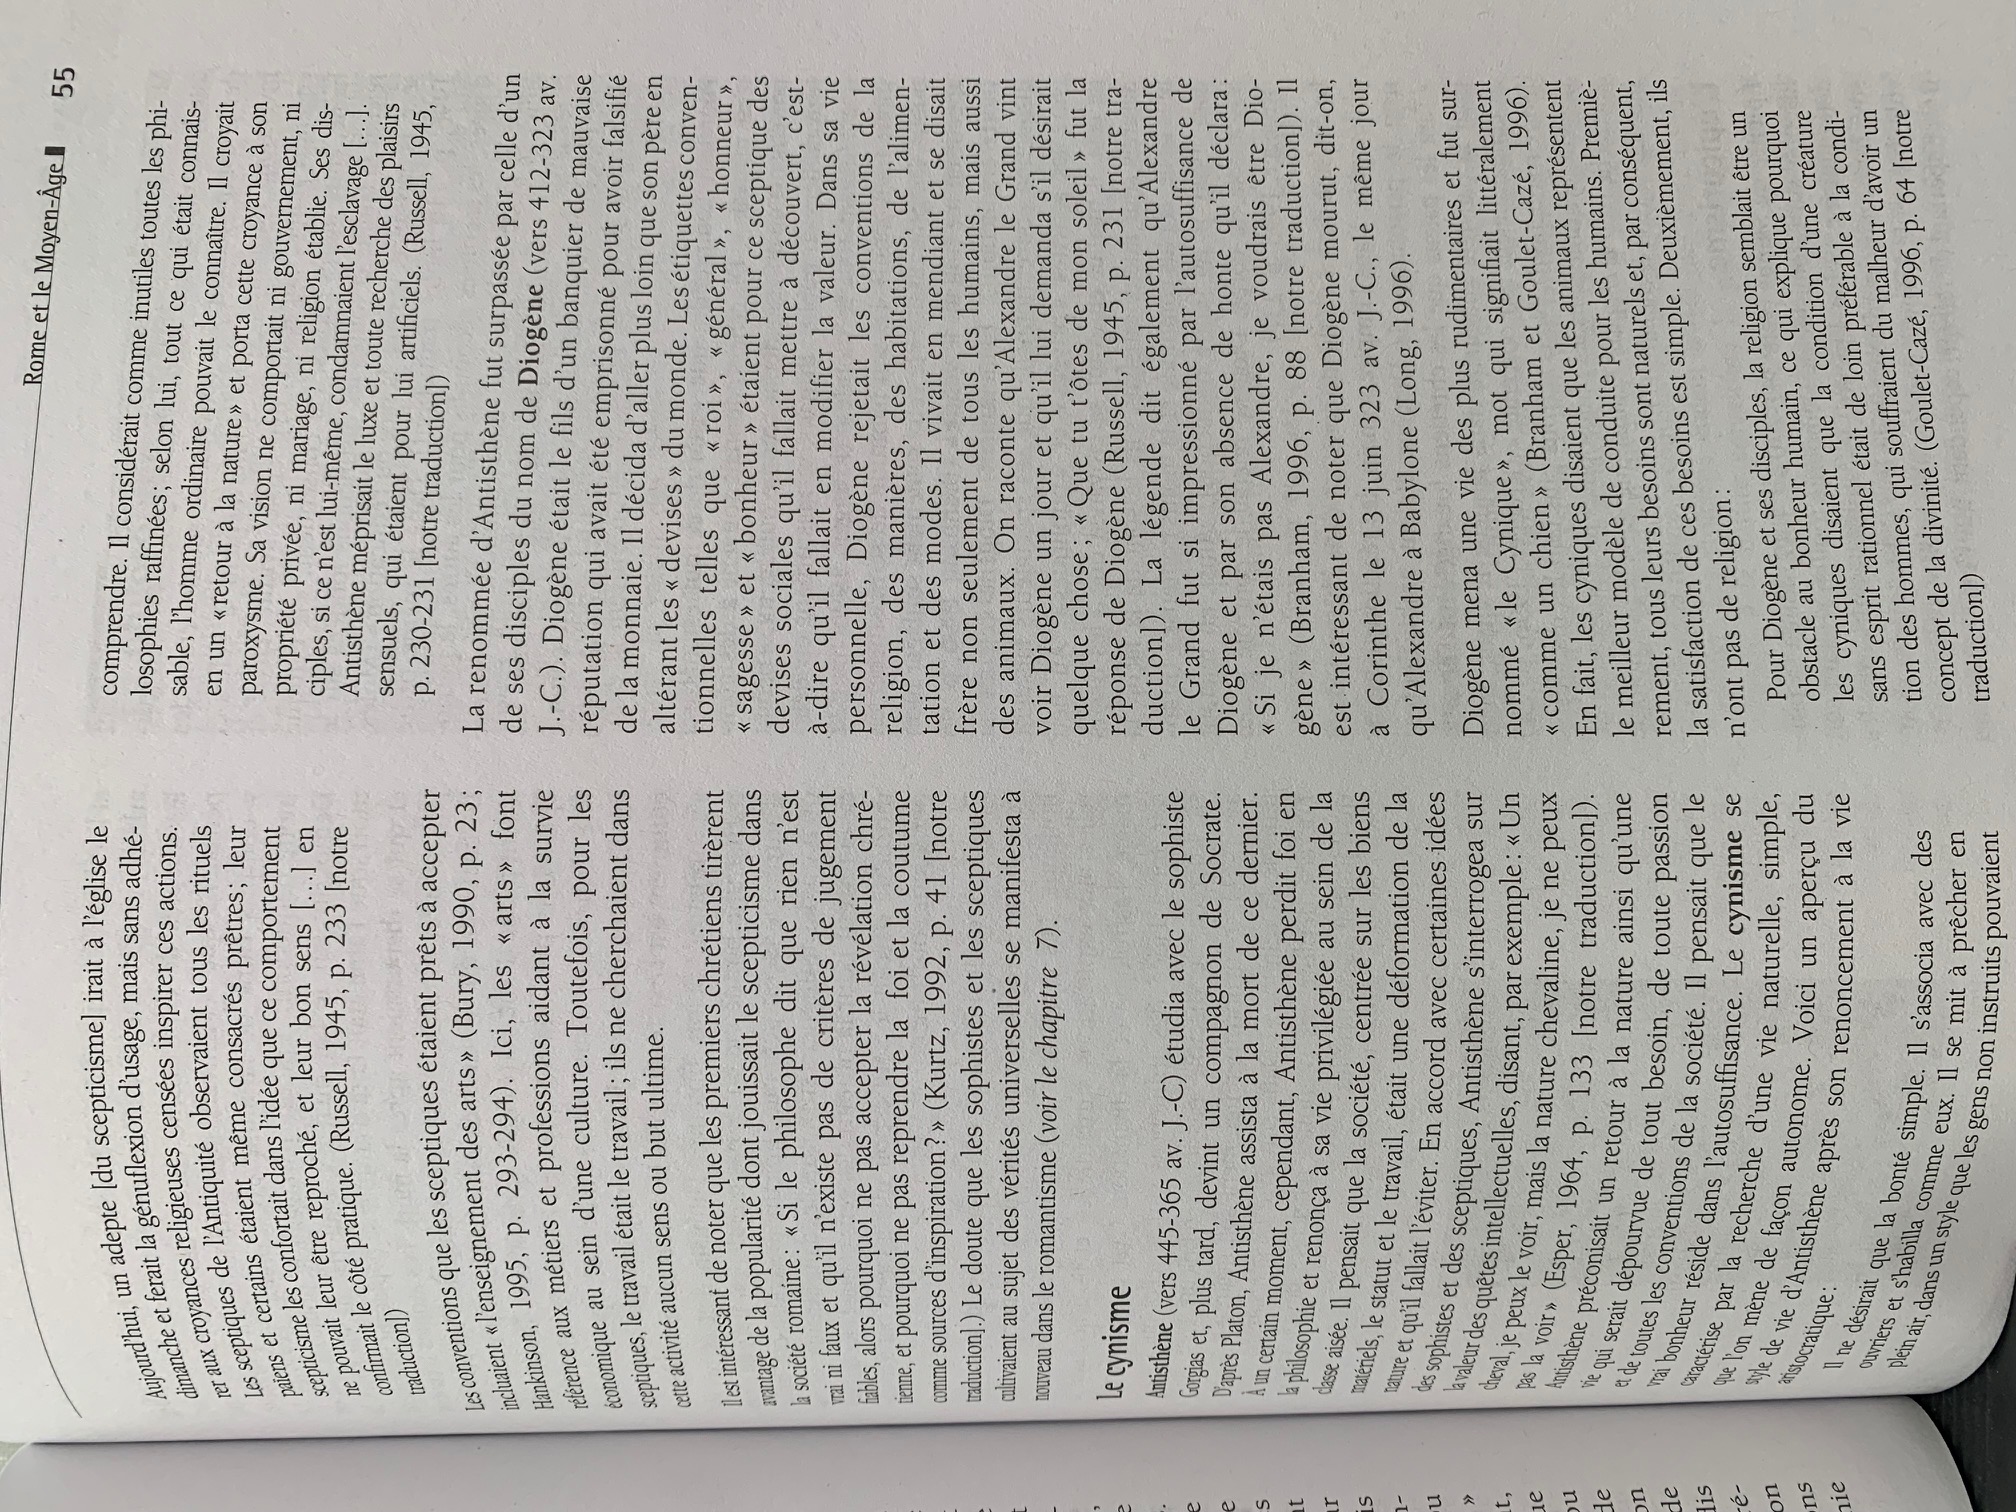 Rome et le Moyen-Âge
55
Aujourd'hui, un adepte [du scepticisme] irait à l'église le
dimanche et ferait la génuflexion d'usage, mais sans adhé-
rer aux croyances religieuses censées inspirer ces actions.
Les sceptiques de l'Antiquité observaient tous les rituels
païens et certains étaient même consacrés prêtres; leur
scepticisme les confortait dans l'idée que ce comportement
ne pouvait leur être reproché, et leur bon sens [...] en
confirmait le côté pratique. (Russell, 1945, p. 233 [notre
traduction])
Les conventions que les sceptiques étaient prêts à accepter
incluaient «l'enseignement des arts» (Bury, 1990, p. 23;
Hankinson, 1995, p. 293-294). Ici, les «arts» font
référence aux métiers et professions aidant à la survie
économique au sein d'une culture. Toutefois, pour les
sceptiques, le travail était le travail; ils ne cherchaient dans
cette activité aucun sens ou but ultime.
Il est intéressant de noter que les premiers chrétiens tirèrent
avantage de la popularité dont jouissait le scepticisme dans
la société romaine: «Si le philosophe dit que rien n'est
vrai ni faux et qu'il n'existe pas de critères de jugement
fiables, alors pourquoi ne pas accepter la révélation chré-
tienne, et pourquoi ne pas reprendre la foi et la coutume
comme sources d'inspiration?» (Kurtz, 1992, p. 41 [notre
traduction].) Le doute que les sophistes et les sceptiques
cultivaient au sujet des vérités universelles se manifesta à
nouveau dans le romantisme (voir le chapitre 7).
Le cynisme
Antisthène (vers 445-365 av. J.-C) étudia avec le sophiste
Gorgias et, plus tard, devint un compagnon de Socrate.
D'après Platon, Antisthène assista à la mort de ce dernier.
À un certain moment, cependant, Antisthène perdit foi en
la philosophie et renonça à sa vie privilégiée au sein de la
classe aisée. Il pensait que la société, centrée sur les biens
matériels, le statut et le travail, était une déformation de la
nature et qu'il fallait l'éviter. En accord avec certaines idées
des sophistes et des sceptiques, Antisthène s'interrogea sur
la valeur des quêtes intellectuelles, disant, par exemple: «Un
cheval, je peux le voir, mais la nature chevaline, je ne peux
pas la voir» (Esper, 1964, p. 133 [notre traduction]).
Antisthène préconisait un retour à la nature ainsi qu'une
vie qui serait dépourvue de tout besoin, de toute passion
et de toutes les conventions de la société. Il pensait que le
vrai bonheur réside dans l'autosuffisance. Le cynisme se
caractérise par la recherche d'une vie naturelle, simple,
que l'on mène de façon autonome. Voici un aperçu du
style de vie d'Antisthène après son renoncement à la vie
aristocratique:
Il ne désirait que la bonté simple. Il s'associa avec des
ouvriers et s'habilla comme eux. Il se mit à prêcher en
plein air, dans un style que les gens non instruits pouvaient
comprendre. Il considérait comme inutiles toutes les phi-
losophies raffinées; selon lui, tout ce qui était connais-
sable, l'homme ordinaire pouvait le connaître. Il croyait
en un «retour à la nature» et porta cette croyance à son
paroxysme. Sa vision ne comportait ni gouvernement, ni
propriété privée, ni mariage, ni religion établie. Ses dis-
ciples, si ce n'est lui-même, condamnaient l'esclavage [...].
Antisthène méprisait le luxe et toute recherche des plaisirs
sensuels, qui étaient pour lui artificiels. (Russell, 1945,
p. 230-231 [notre traduction])
La renommée d'Antisthène fut surpassée par celle d'un
de ses disciples du nom de Diogène (vers 412-323 av.
J.-C.). Diogène était le fils d'un banquier de mauvaise
réputation qui avait été emprisonné pour avoir falsifié
de la monnaie. Il décida d'aller plus loin que son père en
altérant les « devises » du monde. Les étiquettes conven-
tionnelles telles que «roi», «général», «honneur»,
«sagesse» et «bonheur» étaient pour ce sceptique des
devises sociales qu'il fallait mettre à découvert, c'est-
à-dire qu'il fallait en modifier la valeur. Dans sa vie
personnelle, Diogène rejetait les conventions de la
religion, des manières, des habitations, de l'alimen-
tation et des modes. Il vivait en mendiant et se disait
frère non seulement de tous les humains, mais aussi
des animaux. On raconte qu'Alexandre le Grand vint
voir Diogène un jour et qu'il lui demanda s'il désirait
quelque chose; «Que tu t'ôtes de mon soleil» fut la
réponse de Diogène (Russell, 1945, p. 231 [notre tra-
duction]). La légende dit également qu'Alexandre
le Grand fut si impressionné par l'autosuffisance de
Diogène et par son absence de honte qu'il déclara:
«Si je n'étais pas Alexandre, je voudrais être Dio-
gène» (Branham, 1996, p. 88 [notre traduction]). Il
est intéressant de noter que Diogène mourut, dit-on,
à Corinthe le 13 juin 323 av. J.-C., le même jour
qu'Alexandre à Babylone (Long, 1996).
Diogène mena une vie des plus rudimentaires et fut sur-
nommé «le Cynique», mot qui signifiait littéralement
«comme un chien» (Branham et Goulet-Cazé, 1996).
En fait, les cyniques disaient que les animaux représentent
le meilleur modèle de conduite pour les humains. Premiè-
rement, tous leurs besoins sont naturels et, par conséquent,
la satisfaction de ces besoins est simple. Deuxièmement, ils
n'ont pas de religion:
Pour Diogène et ses disciples, la religion semblait être un
obstacle au bonheur humain, ce qui explique pourquoi
les cyniques disaient que la condition d'une créature
sans esprit rationnel était de loin préférable à la condi-
tion des hommes, qui souffraient du malheur d'avoir un
concept de la divinité. (Goulet-Cazé, 1996, p. 64 [notre
traduction])